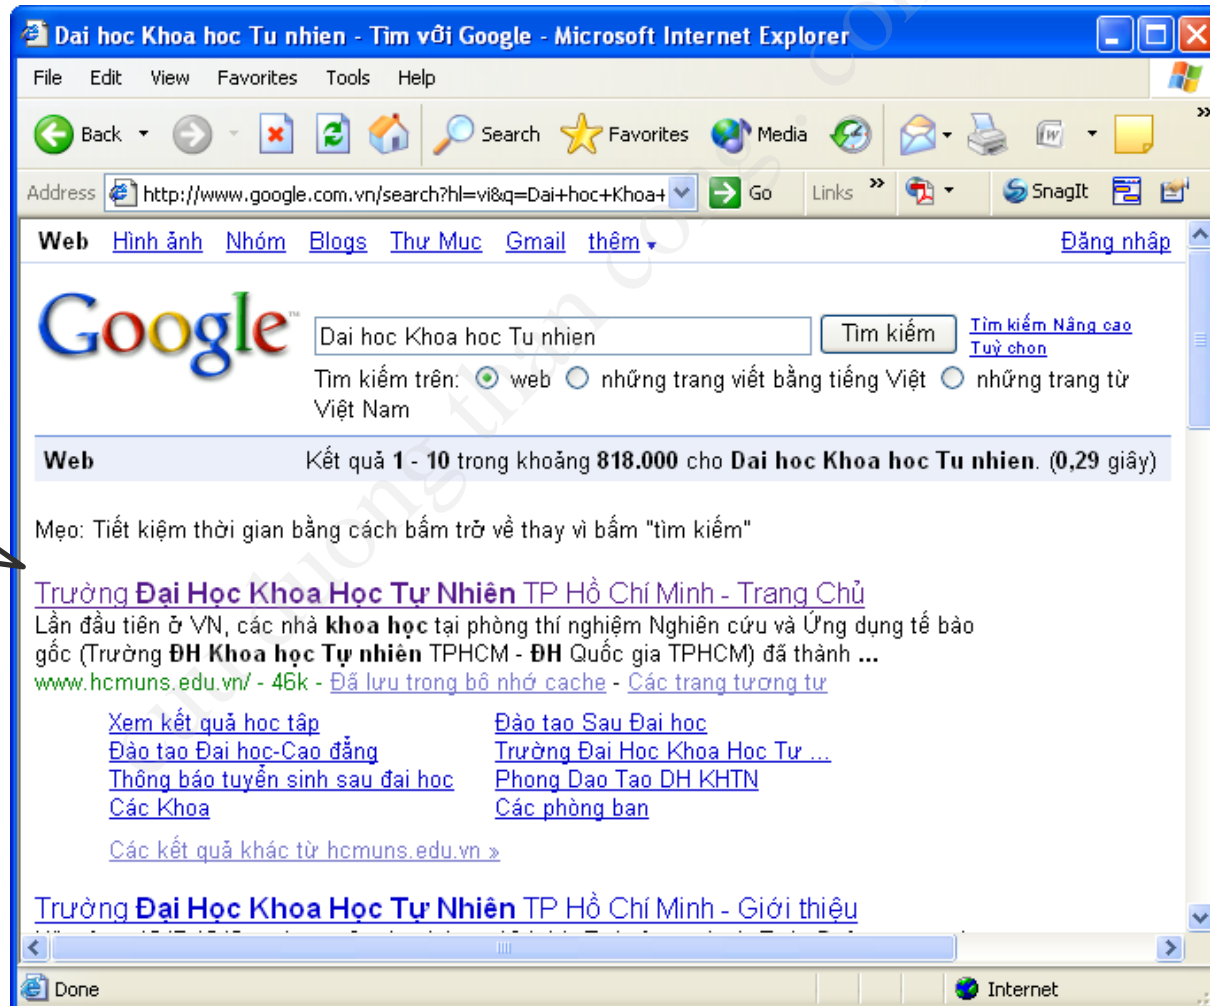 Dai hoc Khoa hoc Tu nhien - Tìm với Google - Microsoft Internet Explorer
File Edit View Favorites Tools Help
Back Search Favorites Media
Address http://www.google.com.vn/search?hl=vi&q=Dai+hoc+Khoa+ Go Links » SnagIt
Web Hình ảnh Nhóm Blogs Thư Mục Gmail thêm Đăng nhập
Google™
Dai hoc Khoa hoc Tu nhien Tìm kiếm Tìm kiếm Nâng cao
Tuỳ chọn
Tìm kiếm trên: web những trang viết bằng tiếng Việt những trang từ
Việt Nam
Web Kết quả 1 - 10 trong khoảng 818.000 cho Dai hoc Khoa hoc Tu nhien. (0,29 giây)
Mẹo: Tiết kiệm thời gian bằng cách bấm trở về thay vì bấm "tìm kiếm"
Trường Đại Học Khoa Học Tự Nhiên TP Hồ Chí Minh - Trang Chủ
Lần đầu tiên ở VN, các nhà khoa học tại phòng thí nghiệm Nghiên cứu và Ứng dụng tế bào
gốc (Trường ĐH Khoa học Tự nhiên TPHCM - ĐH Quốc gia TPHCM) đã thành ...
www.hcmuns.edu.vn/ - 46k - Đã lưu trong bộ nhớ cache - Các trang tương tự
Xem kết quả học tập Đào tạo Sau Đại học
Đào tạo Đại học-Cao đẳng Trường Đại Học Khoa Học Tự ...
Thông báo tuyển sinh sau đại học Phong Dao Tao DH KHTN
Các Khoa Các phòng ban
Các kết quả khác từ hcmuns.edu.vn »
Trường Đại Học Khoa Học Tự Nhiên TP Hồ Chí Minh - Giới thiệu
Done Internet
cuu duong than cong . com